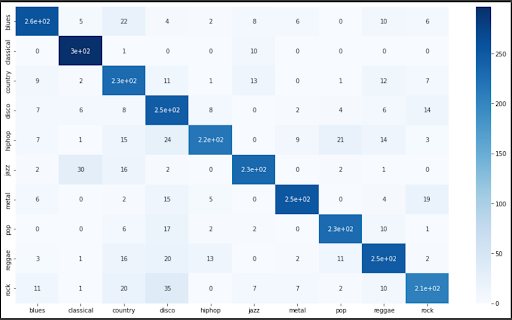 blues 2.6e+02 5 22 4 2 8 6 0 10 6
classical 0 3e+02 1 0 0 10 0 0 0 0
country 9 2 2.3e+02 11 1 13 0 1 12 7
disco 7 6 8 2.5e+02 8 0 2 4 6 14
hiphop 7 1 15 24 2.2e+02 0 9 21 14 3
jazz 2 30 16 2 0 2.3e+02 0 2 1 0
metal 6 0 2 15 5 0 2.5e+02 0 4 19
pop 0 0 6 17 2 2 0 2.3e+02 10 1
reggae 3 1 16 20 13 0 2 11 2.5e+02 2
rock 11 1 20 35 0 7 7 2 10 2.1e+02
blues classical country disco hiphop jazz metal pop reggae rock
250
200
150
100
50
0